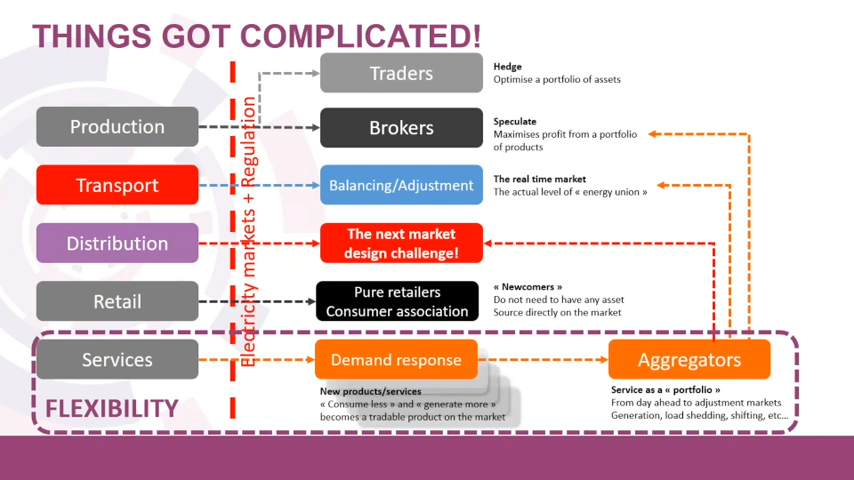 THINGS GOT COMPLICATED!
Traders
Hedge
Optimise a portfolio of assets
Production
Brokers
Speculate
Maximises profit from a portfolio
of products
Transport
Balancing/Adjustment
The real time market
The actual level of « energy union »
Electricity markets + Regulation
Distribution
The next market
design challenge!
Retail
Pure retailers
Consumer association
« Newcomers »
Do not need to have any asset
Source directly on the market
Services
Demand response
Aggregators
FLEXIBILITY
New products/services
« Consume less » and « generate more »
becomes a tradable product on the market
Service as a « portfolio »
From day ahead to adjustment markets
Generation, load shedding, shifting, etc…